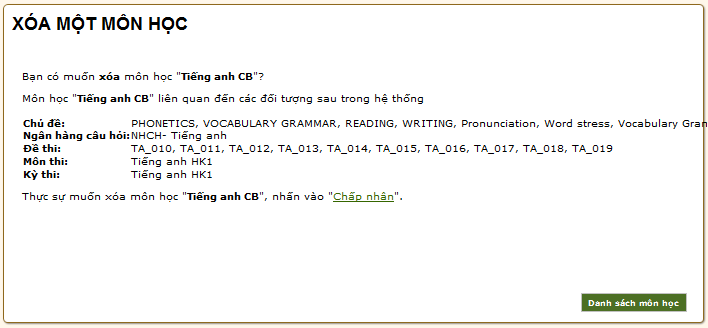 XÓA MỘT MÔN HỌC
Bạn có muốn xóa môn học "Tiếng anh CB"?
Môn học "Tiếng anh CB" liên quan đến các đối tượng sau trong hệ thống
Chủ đề: PHONETICS, VOCABULARY GRAMMAR, READING, WRITING, Pronunciation, Word stress, Vocabulary Gran
Ngân hàng câu hỏi: NHCH- Tiếng anh
Đề thi: TA_010, TA_011, TA_012, TA_013, TA_014, TA_015, TA_016, TA_017, TA_018, TA_019
Môn thi: Tiếng anh HK1
Kỳ thi: Tiếng anh HK1
Thực sự muốn xóa môn học "Tiếng anh CB", nhấn vào "Chấp nhân".
Danh sách môn học